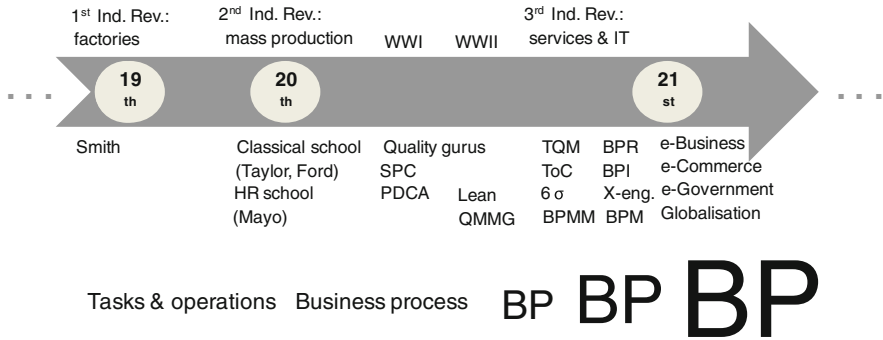 1st Ind. Rev.:
factories
2nd Ind. Rev.:
mass production
WWI
WWII
3rd Ind. Rev.:
services & IT
. . .
19
th
20
th
21
st
. . .
Smith
Classical school
(Taylor, Ford)
HR school
(Mayo)
Quality gurus
SPC
PDCA
Lean
QMMG
TQM
ToC
6 σ
BPMM
BPR
BPI
X-eng.
BPM
e-Business
e-Commerce
e-Government
Globalisation
Tasks & operations Business process BP BP BP